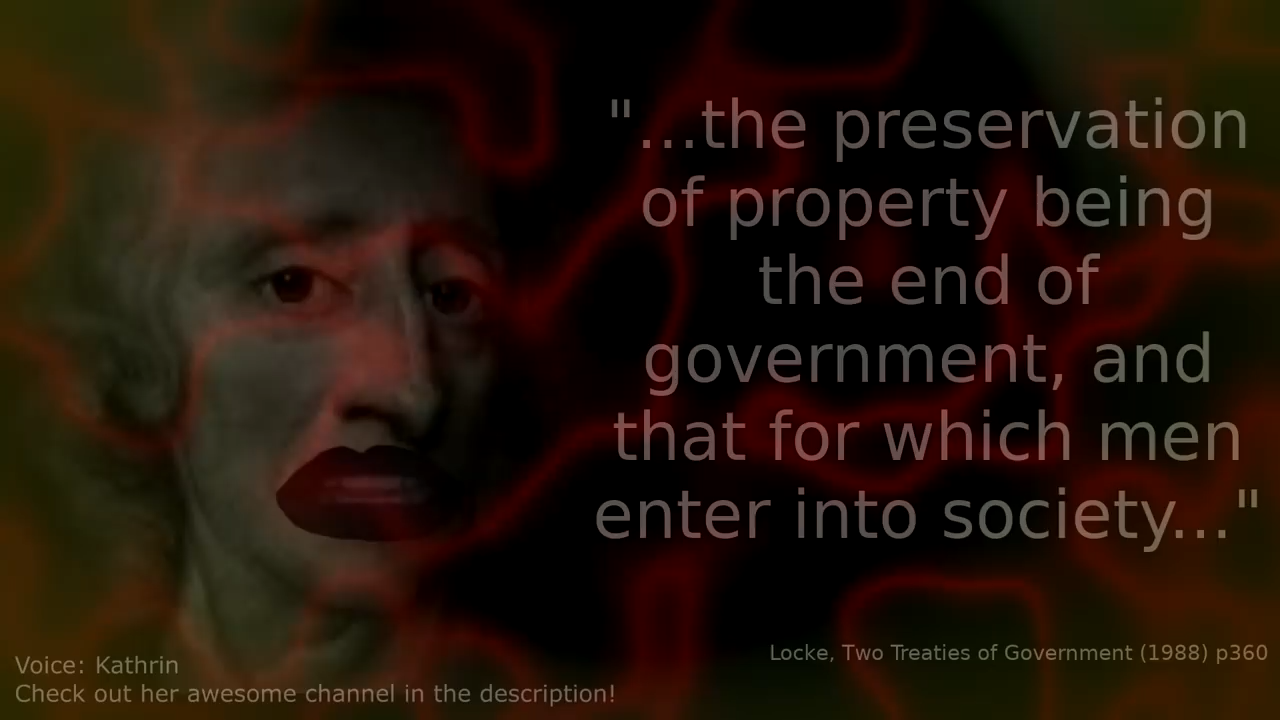 "...the preservation
of property being
the end of
government, and
that for which men
enter into society..."
Locke, Two Treaties of Government (1988) p360
Voice: Kathrin
Check out her awesome channel in the description!